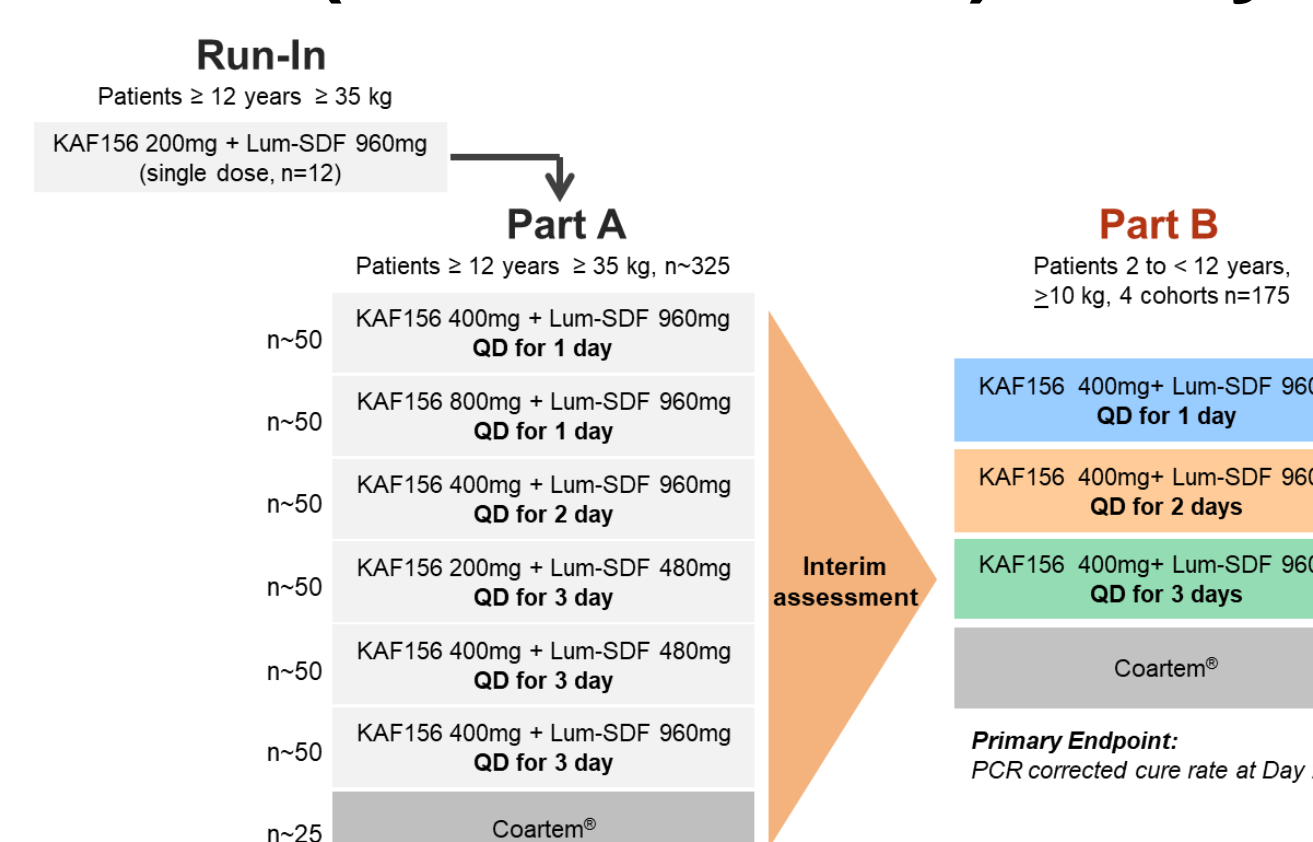 Run-In
Patients ≥ 12 years ≥ 35 kg
KAF156 200mg + Lum-SDF 960mg
(single dose, n=12)
Part A
Patients ≥ 12 years ≥ 35 kg, n~325
n~50
KAF156 400mg + Lum-SDF 960mg
QD for 1 day
n~50
KAF156 800mg + Lum-SDF 960mg
QD for 1 day
n~50
KAF156 400mg + Lum-SDF 960mg
QD for 2 day
n~50
KAF156 200mg + Lum-SDF 480mg
QD for 3 day
n~50
KAF156 400mg + Lum-SDF 480mg
QD for 3 day
n~50
KAF156 400mg + Lum-SDF 960mg
QD for 3 day
n~25
Coartem®
Interim
assessment
Part B
Patients 2 to < 12 years,
≥10 kg, 4 cohorts n=175
KAF156 400mg+ Lum-SDF
QD for 1 day
KAF156 400mg+ Lum-SDF
QD for 2 days
KAF156 400mg+ Lum-SDF
QD for 3 days
Coartem®
Primary Endpoint:
PCR corrected cure rate at Day